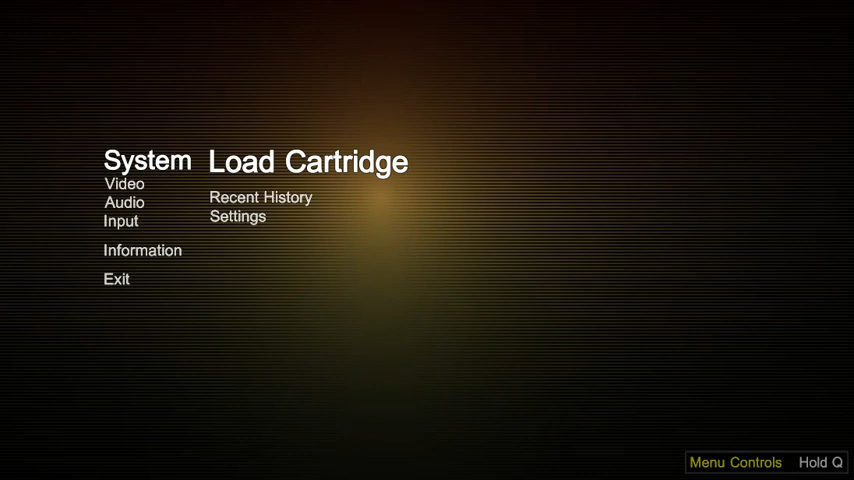 System
Video
Audio
Input
Information
Exit
Load Cartridge
Recent History
Settings
Menu Controls Hold Q